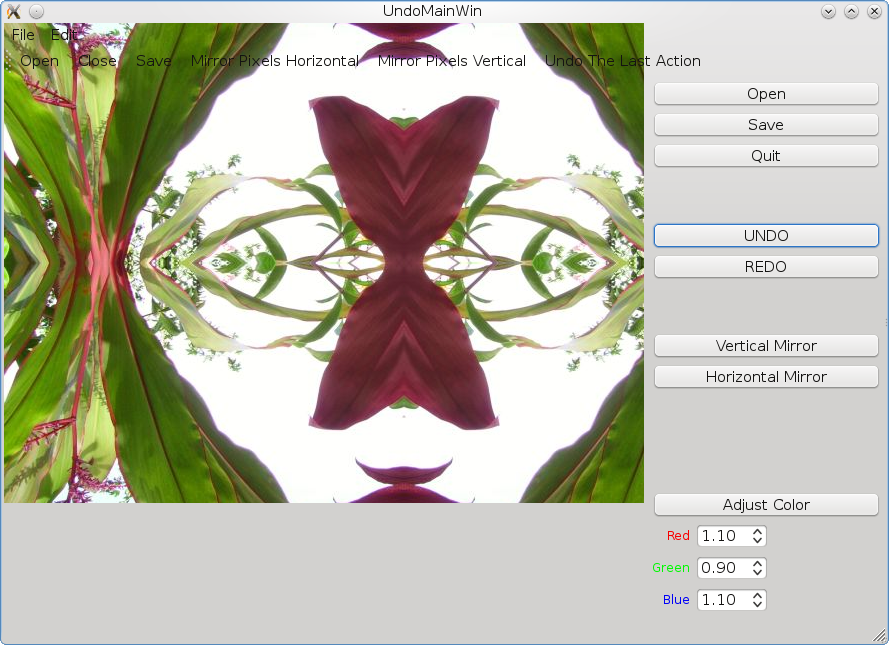 UndoMainWin
File Edit
Open Close Save Mirror Pixels Horizontal Mirror Pixels Vertical Undo The Last Action
Open
Save
Quit
UNDO
REDO
Vertical Mirror
Horizontal Mirror
Adjust Color
Red 1.10
Green 0.90
Blue 1.10